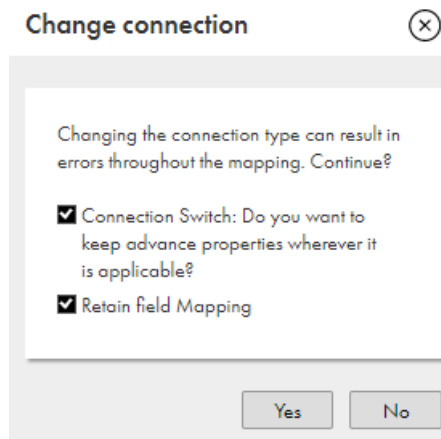 Change connection
Changing the connection type can result in
errors throughout the mapping. Continue?
Connection Switch: Do you want to
keep advance properties wherever it
is applicable?
Retain field Mapping
Yes
No